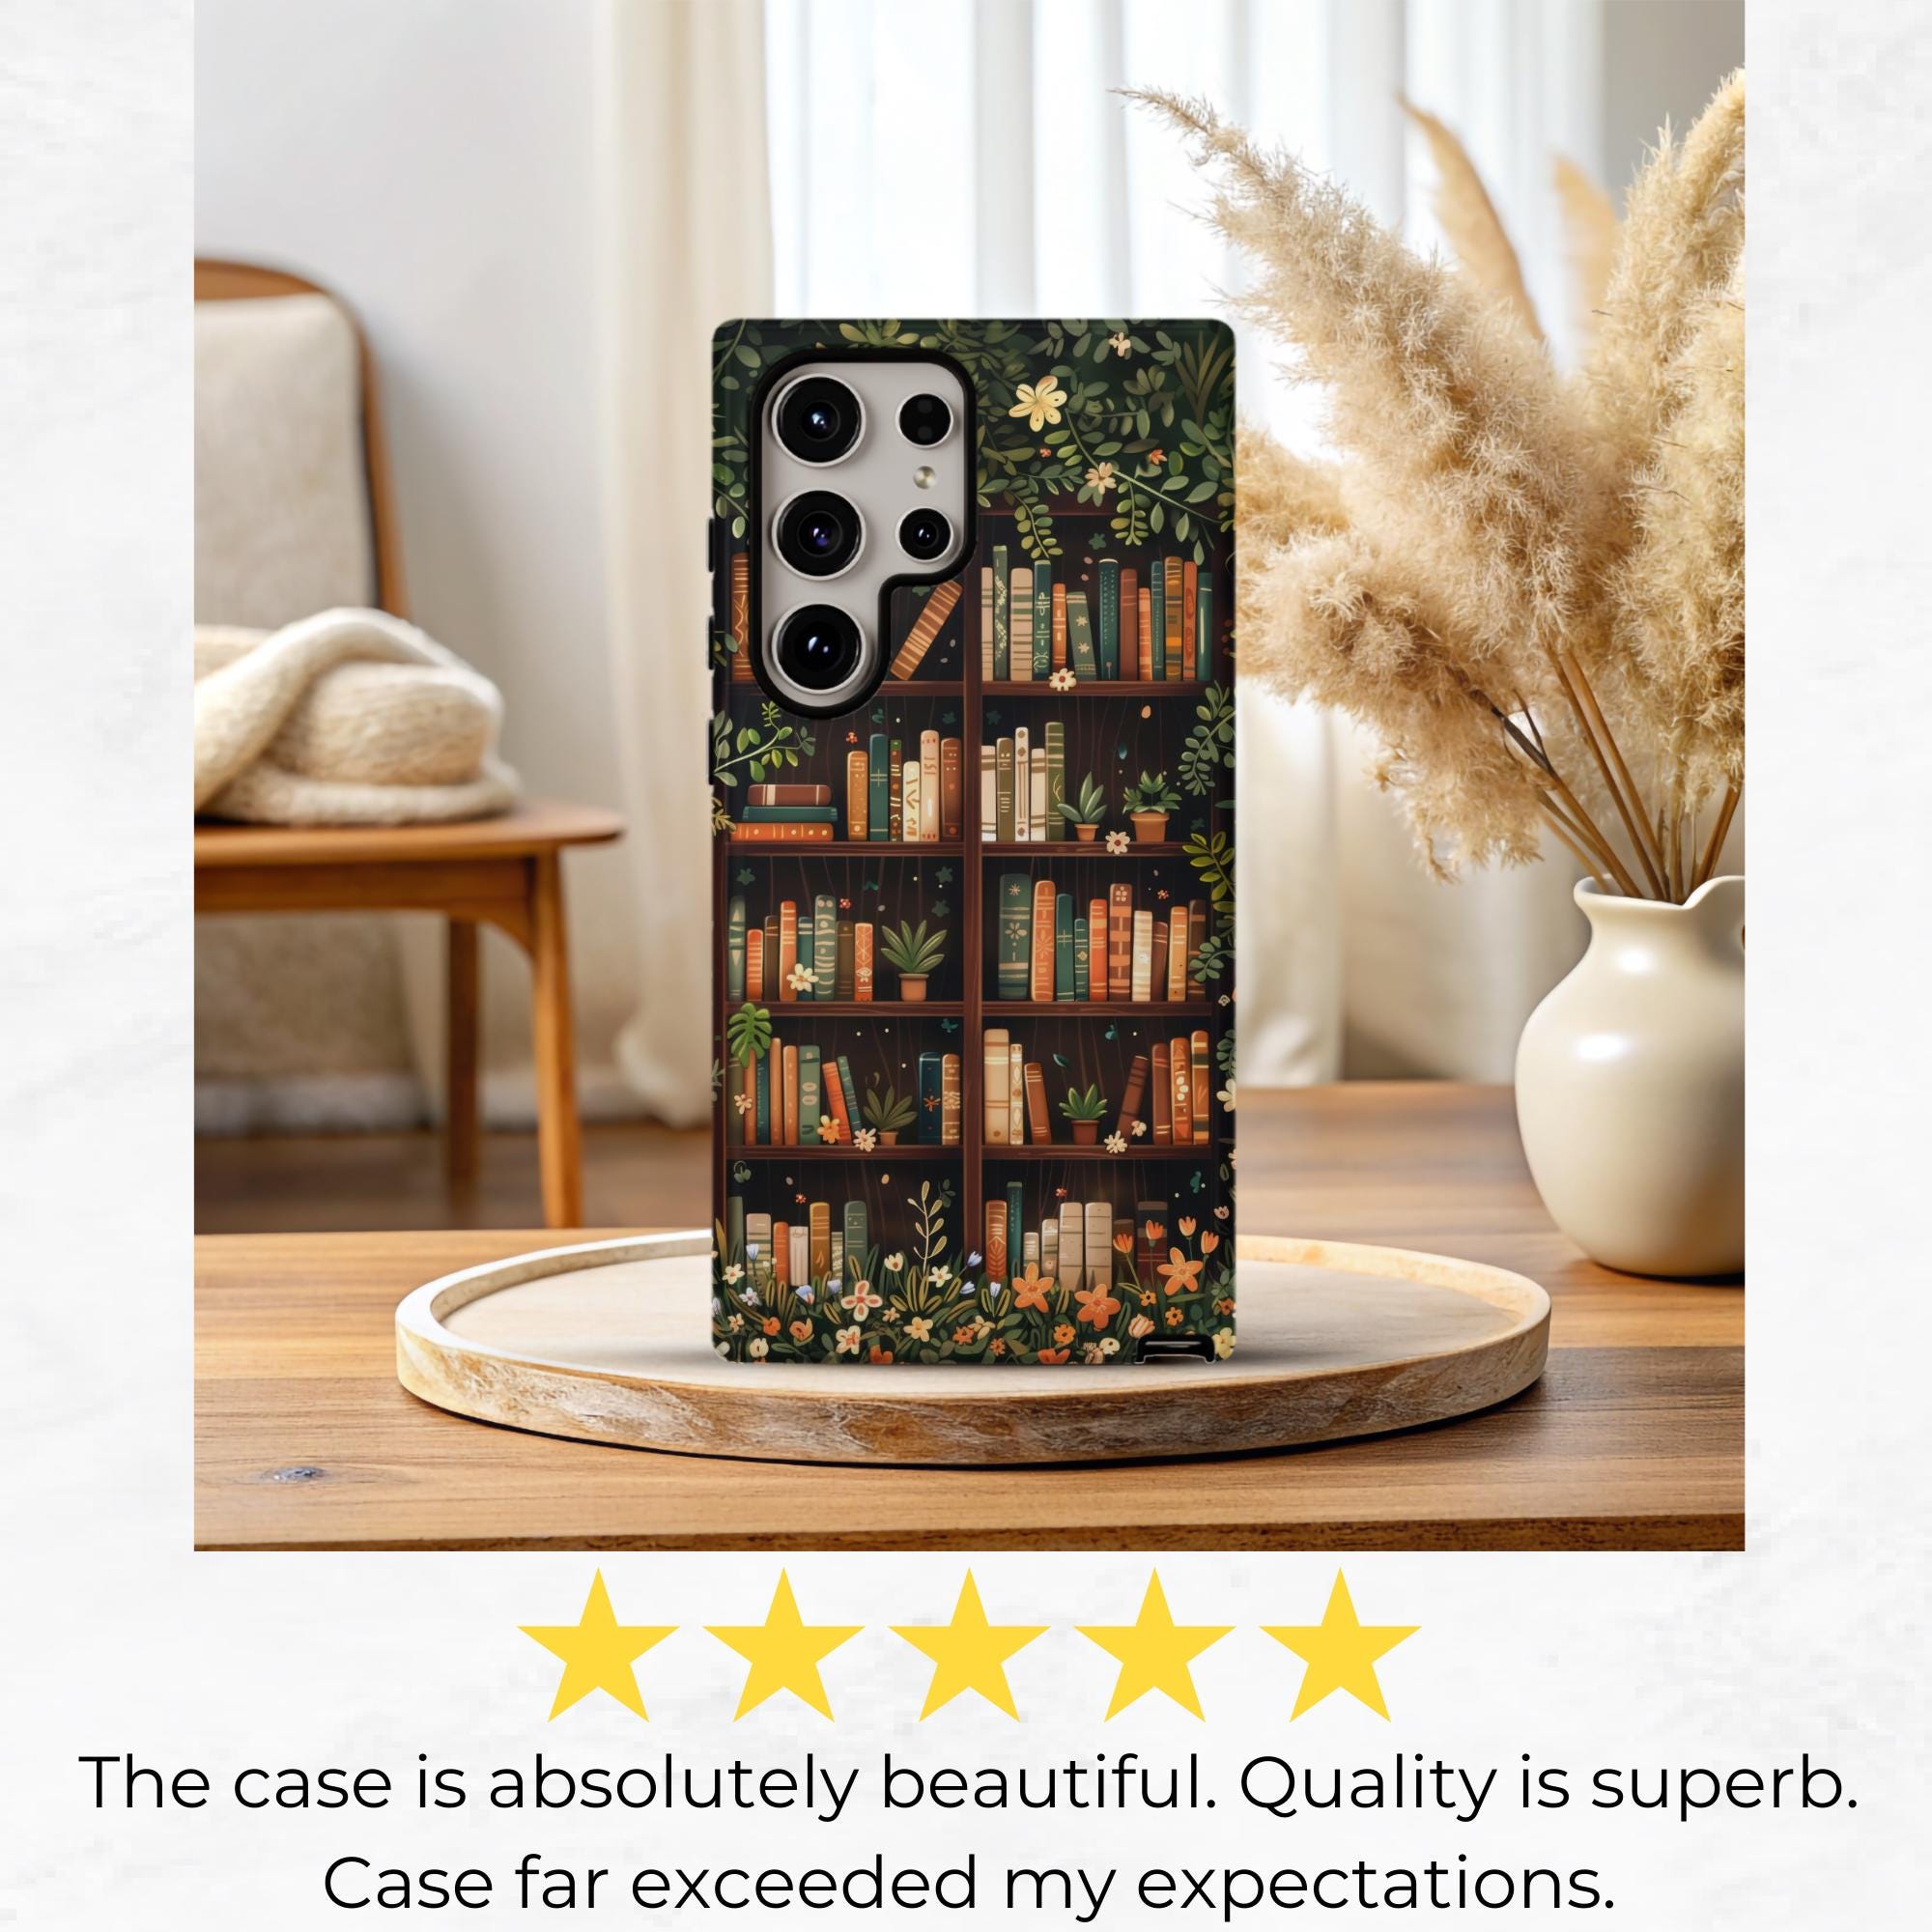 The case is absolutely beautiful. Quality is superb.
Case far exceeded my expectations.